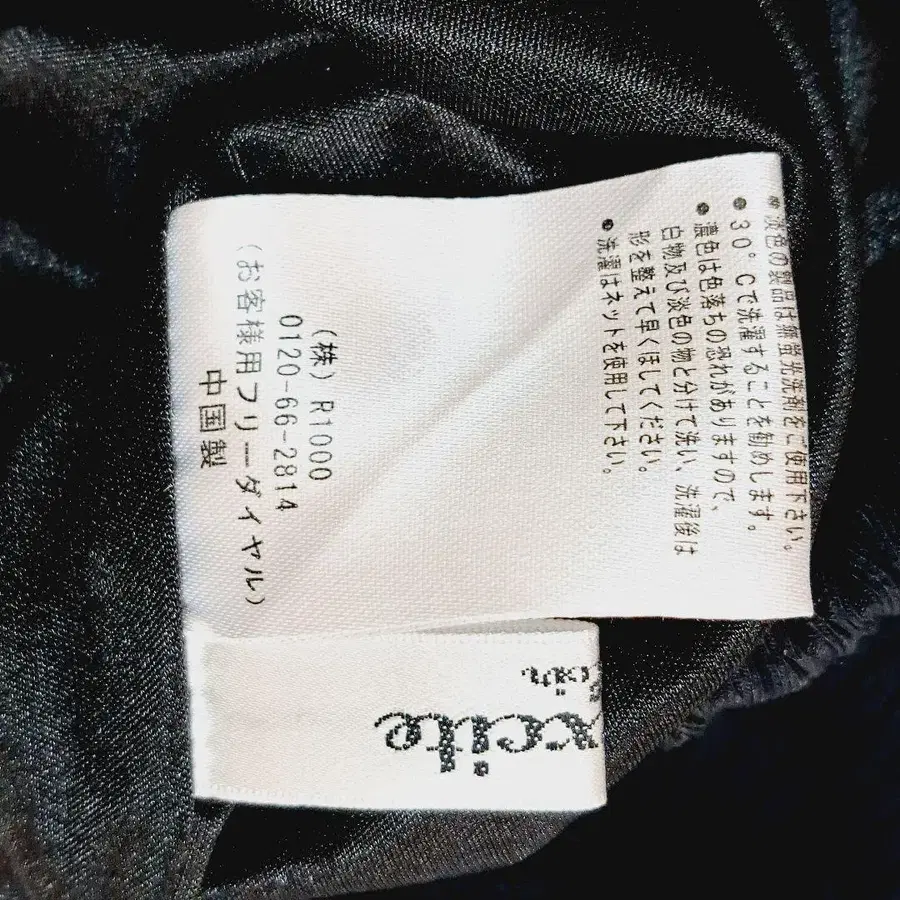 ※ 淡色の製品は無蛍光洗剤をご使用下さい。
● 30°Cで洗濯することを勧めします。
● 濃色は色落ちの恐れがありますので、
白物及び淡色の物と分けて洗い、洗濯後は
形を整えて早くほしてください。
● 洗濯はネットを使用して下さい。
(株) R1000
0120-66-2814
(お客様用フリーダイヤル)
中国製